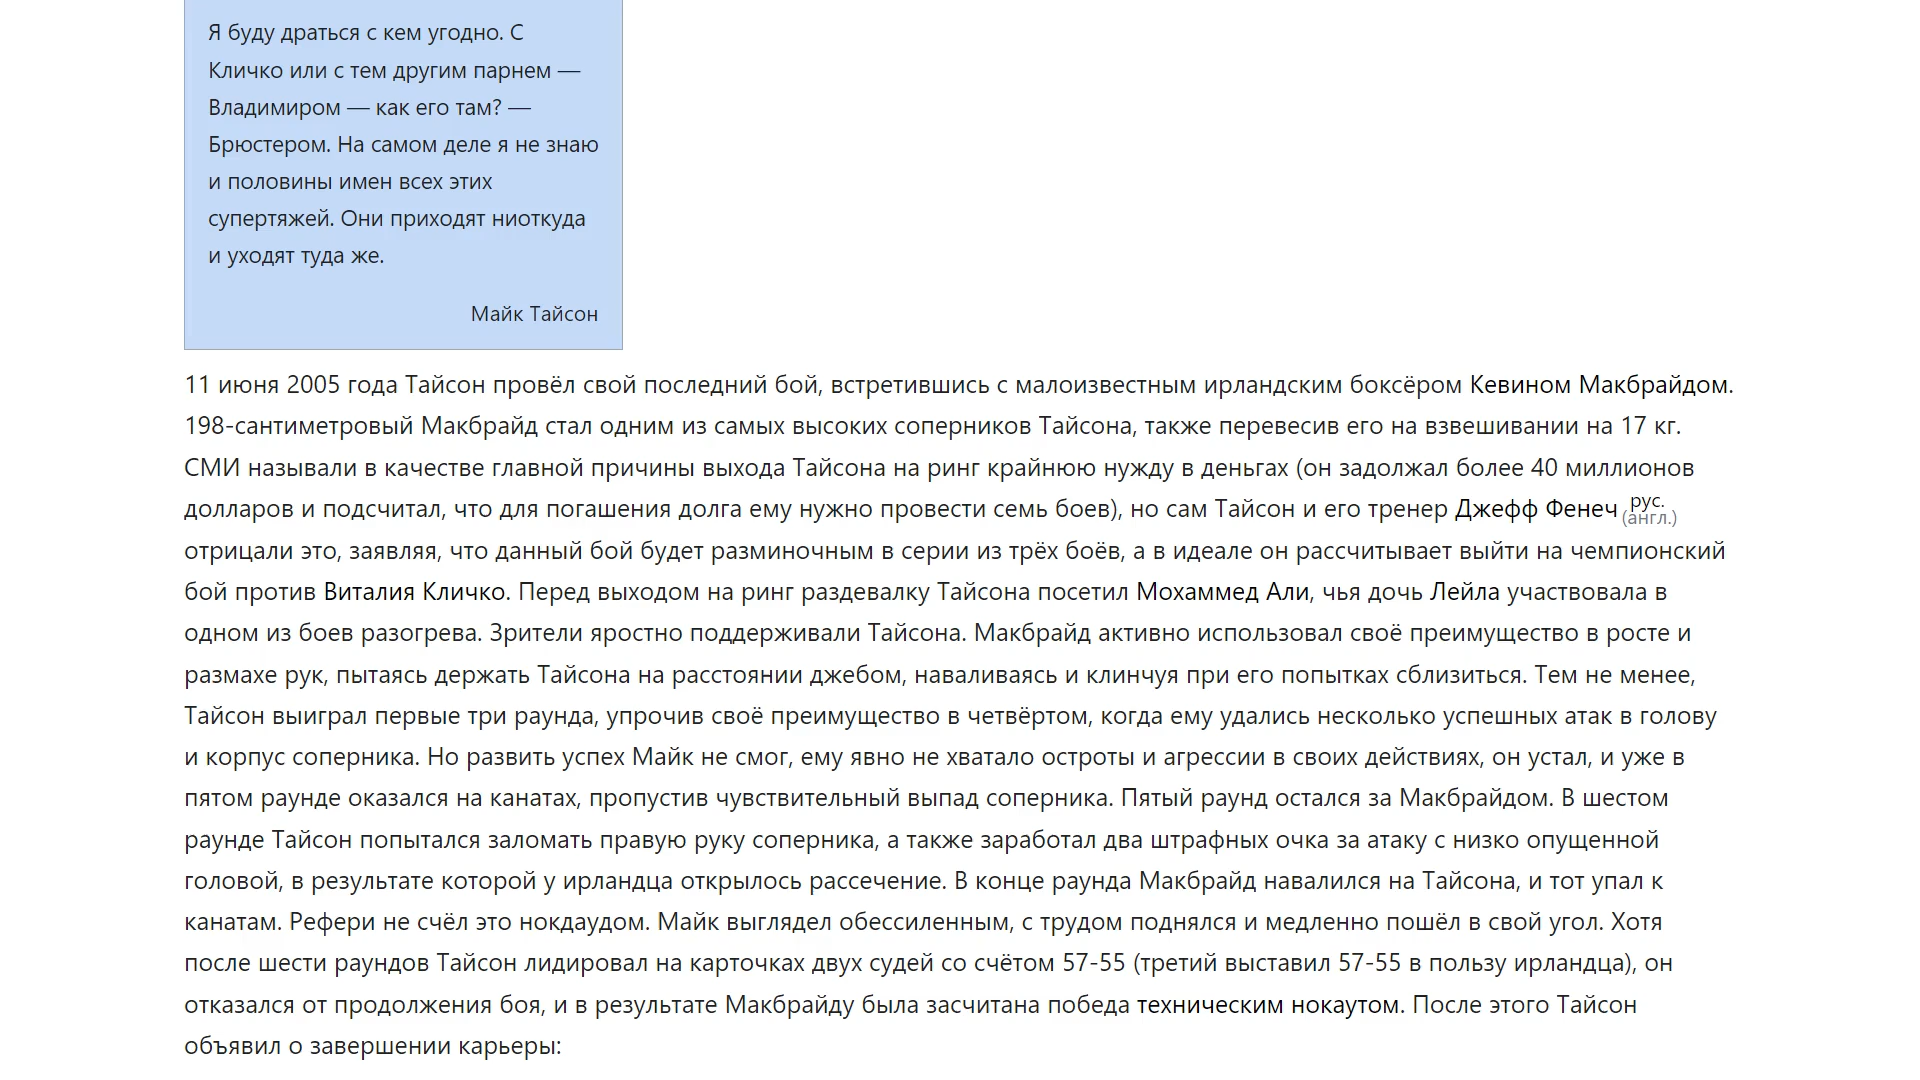 Я буду драться с кем угодно. С
Кличко или с тем другим парнем —
Владимиром — как его там? —
Брюстером. На самом деле я не знаю
и половины имен всех этих
супертяжей. Они приходят ниоткуда
и уходят туда же.
Майк Тайсон
11 июня 2005 года Тайсон провёл свой последний бой, встретившись с малоизвестным ирландским боксёром Кевином Макбрайдом.
198-сантиметровый Макбрайд стал одним из самых высоких соперников Тайсона, также перевесив его на взвешивании на 17 кг.
СМИ называли в качестве главной причины выхода Тайсона на ринг крайнюю нужду в деньгах (он задолжал более 40 миллионов
долларов и подсчитал, что для погашения долга ему нужно провести семь боев), но сам Тайсон и его тренер Джефф Фенеч рус. (англ.)
отрицали это, заявляя, что данный бой будет разминочным в серии из трёх боёв, а в идеале он рассчитывает выйти на чемпионский
бой против Виталия Кличко. Перед выходом на ринг раздевалку Тайсона посетил Мохаммед Али, чья дочь Лейла участвовала в
одном из боев разогрева. Зрители яростно поддерживали Тайсона. Макбрайд активно использовал своё преимущество в росте и
размахе рук, пытаясь держать Тайсона на расстоянии джебом, наваливаясь и клинчуя при его попытках сблизиться. Тем не менее,
Тайсон выиграл первые три раунда, упрочив своё преимущество в четвёртом, когда ему удались несколько успешных атак в голову
и корпус соперника. Но развить успех Майк не смог, ему явно не хватало остроты и агрессии в своих действиях, он устал, и уже в
пятом раунде оказался на канатах, пропустив чувствительный выпад соперника. Пятый раунд остался за Макбрайдом. В шестом
раунде Тайсон попытался заломать правую руку соперника, а также заработал два штрафных очка за атаку с низко опущенной
головой, в результате которой у ирландца открылось рассечение. В конце раунда Макбрайд навалился на Тайсона, и тот упал к
канатам. Рефери не счёл это нокдаудом. Майк выглядел обессиленным, с трудом поднялся и медленно пошёл в свой угол. Хотя
после шести раундов Тайсон лидировал на карточках двух судей со счётом 57-55 (третий выставил 57-55 в пользу ирландца), он
отказался от продолжения боя, и в результате Макбрайду была засчитана победа техническим нокаутом. После этого Тайсон
объявил о завершении карьеры: